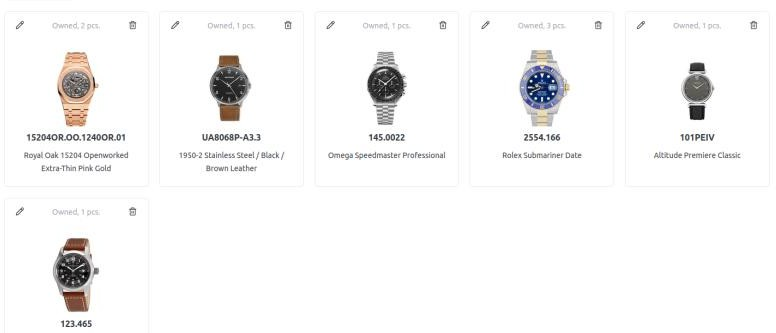 Owned, 2 pcs.
Owned, 1 pcs.
Owned, 1 pcs.
Owned, 3 pcs.
Owned, 1 pcs.
15204OR.OO.1240OR.01
UA8068P-A3.3
145.0022
2554.166
101PEIV
Royal Oak 15204 Openworked
Extra-Thin Pink Gold
1950-2 Stainless Steel / Black /
Brown Leather
Omega Speedmaster Professional
Rolex Submariner Date
Altitude Premiere Classic
Owned, 1 pcs.
123.465